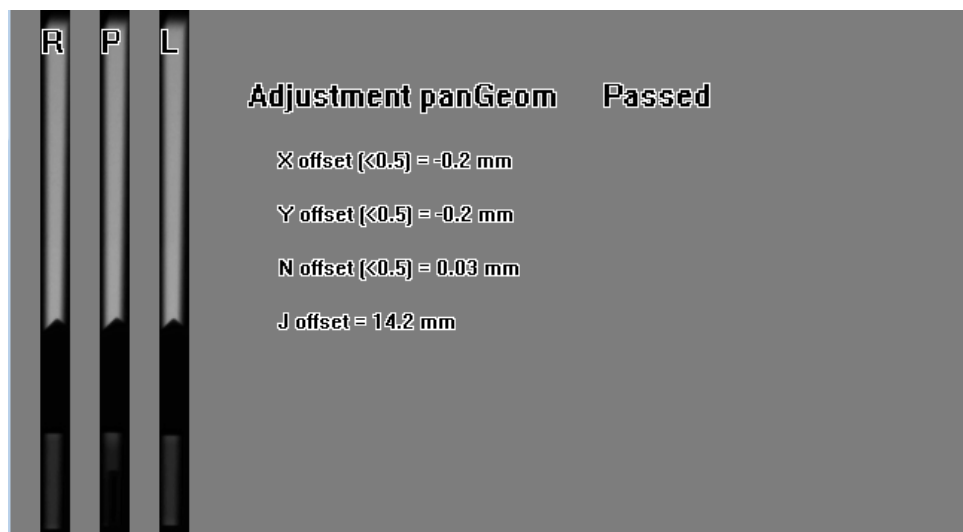 R P L
Adjustment panGeom Passed
X offset (<0.5) = -0.2 mm
Y offset (<0.5) = -0.2 mm
N offset (<0.5) = 0.03 mm
J offset = 14.2 mm